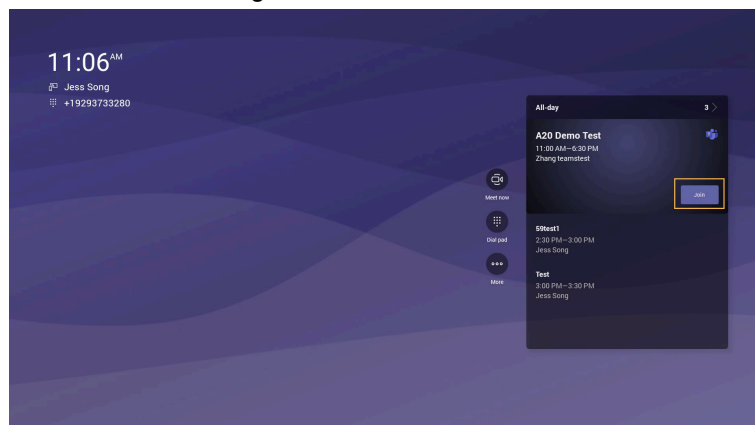 11:06AM
Jess Song
+19293733280
All-day 3
A20 Demo Test
11:00 AM—6:30 PM
Zhang teamstest
Join
Meet now
Dial pad
More
59test1
2:30 PM—3:00 PM
Jess Song
Test
3:00 PM—3:30 PM
Jess Song